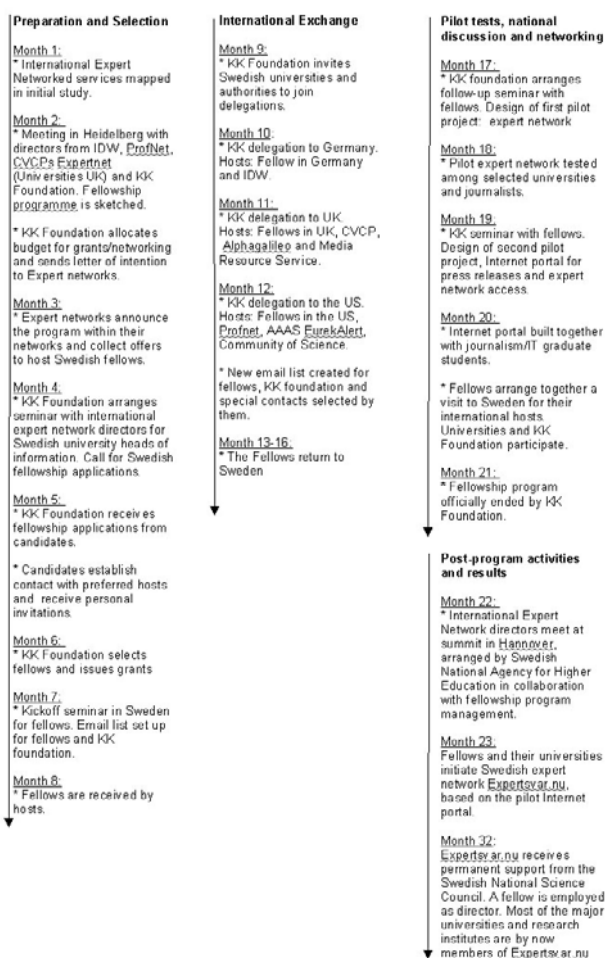 Preparation and Selection
Month 1:
* International Expert
Networked services mapped
in initial study.
Month 2:
* Meeting in Heidelberg with
directors from IDW, ProfNet,
CVCPs Expertnet
(Universities UK) and KK
Foundation. Fellowship
programme is sketched.
* KK Foundation allocates
budget for grants/networking
and sends letter of intention
to Expert networks.
Month 3:
* Expert networks announce
the program within their
networks and collect offers
to host Swedish fellows.
Month 4:
* KK Foundation arranges
seminar with international
expert network directors for
Swedish university heads of
information. Call for Swedish
fellowship applications.
Month 5:
* KK Foundation receives
fellowship applications from
candidates.
* Candidates establish
contact with preferred hosts
and receive personal
invitations.
Month 6:
* KK Foundation selects
fellows and issues grants
Month 7:
* Kickoff seminar in Sweden
for fellows. Email list set up
for fellows and KK
foundation.
Month 8:
* Fellows are received by
hosts.
International Exchange
Month 9:
* KK Foundation invites
Swedish universities and
authorities to join
delegations.
Month 10:
* KK delegation to Germany.
Hosts: Fellow in Germany
and IDW.
Month 11:
* KK delegation to UK.
Hosts: Fellows in UK, CVCP,
Alphagalileo and Media
Resource Service.
Month 12:
* KK delegation to the US.
Hosts: Fellows in the US,
Profnet, AAAS EurekAlert,
Community of Science.
* New email list created for
fellows, KK foundation and
special contacts selected by
them.
Month 13-16:
* The Fellows return to
Sweden
Pilot tests, national
discussion and networking
Month 17:
* KK foundation arranges
follow-up seminar with
fellows. Design of first pilot
project: expert network
Month 18:
* Pilot expert network tested
among selected universities
and journalists.
Month 19:
* KK seminar with fellows.
Design of second pilot
project, Internet portal for
press releases and expert
network access.
Month 20:
* Internet portal built together
with journalism/IT graduate
students.
* Fellows arrange together a
visit to Sweden for their
international hosts.
Universities and KK
Foundation participate.
Month 21:
* Fellowship program
officially ended by KK
Foundation.
Post-program activities
and results
Month 22:
* International Expert
Network directors meet at
summit in Hannover,
arranged by Swedish
National Agency for Higher
Education in collaboration
with fellowship program
management.
Month 23:
Fellows and their universities
initiate Swedish expert
network Expertsvar.nu,
based on the pilot Internet
portal.
Month 32:
Expertsvar.nu receives
permanent support from the
Swedish National Science
Council. A fellow is employed
as director. Most of the major
universities and research
institutes are by now
members of Expertsvar.nu